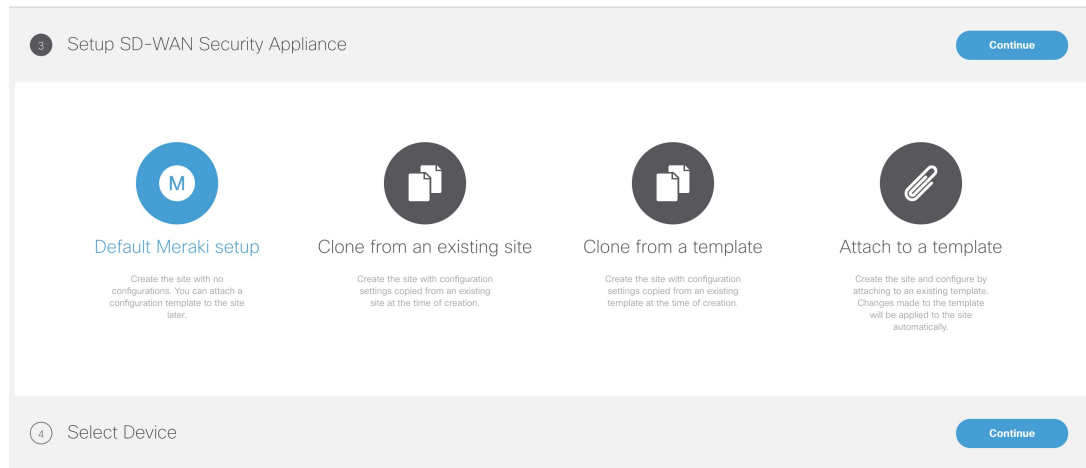 3 Setup SD-WAN Security Appliance
Continue
M
Default Meraki setup
Create the site with no
configurations. You can attach a
configuration template to the site
later.
Clone from an existing site
Create the site with configuration
settings copied from an existing
site at the time of creation.
Clone from a template
Create the site with configuration
settings copied from an existing
template at the time of creation.
Attach to a template
Create the site and configure by
attaching to an existing template.
Changes made to the template
will be applied to the site
automatically.
4 Select Device
Continue